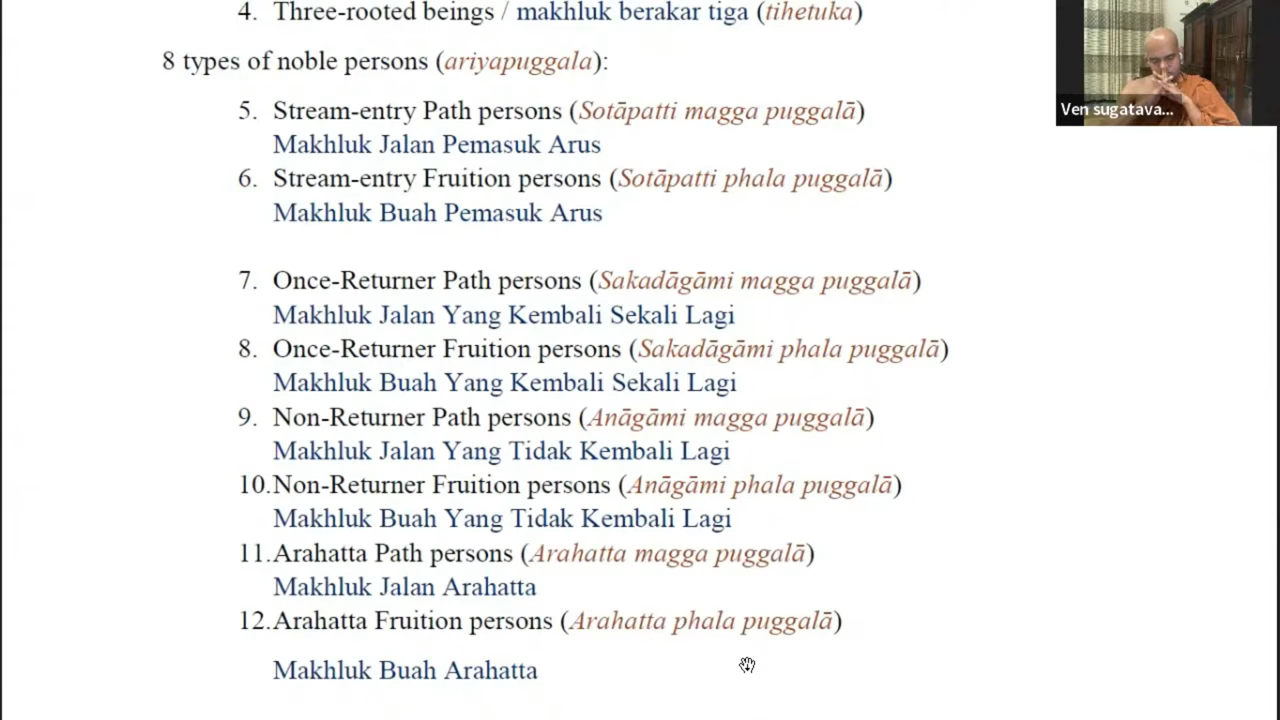 4. Three-rooted beings / makhluk berakar tiga (tihetuka)
8 types of noble persons (ariyapuggala):
5. Stream-entry Path persons (Sotāpatti magga puggalā)
Makhluk Jalan Pemasuk Arus
6. Stream-entry Fruition persons (Sotāpatti phala puggalā)
Makhluk Buah Pemasuk Arus
7. Once-Returner Path persons (Sakadāgāmi magga puggalā)
Makhluk Jalan Yang Kembali Sekali Lagi
8. Once-Returner Fruition persons (Sakadāgāmi phala puggalā)
Makhluk Buah Yang Kembali Sekali Lagi
9. Non-Returner Path persons (Anāgāmi magga puggalā)
Makhluk Jalan Yang Tidak Kembali Lagi
10.Non-Returner Fruition persons (Anāgāmi phala puggalā)
Makhluk Buah Yang Tidak Kembali Lagi
11.Arahatta Path persons (Arahatta magga puggalā)
Makhluk Jalan Arahatta
12.Arahatta Fruition persons (Arahatta phala puggalā)
Makhluk Buah Arahatta
Ven sugatava...